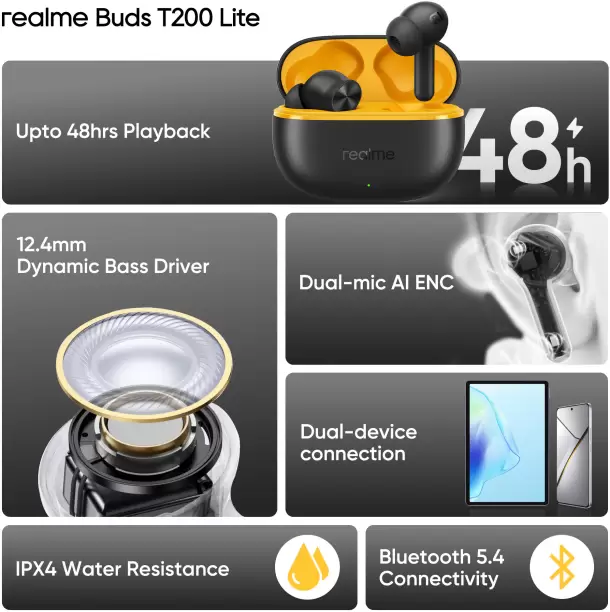 realme Buds T200 Lite
Upto 48hrs Playback
realme
48h
12.4mm
Dynamic Bass Driver
Dual-mic AI ENC
Dual-device
connection
IPX4 Water Resistance
Bluetooth 5.4
Connectivity